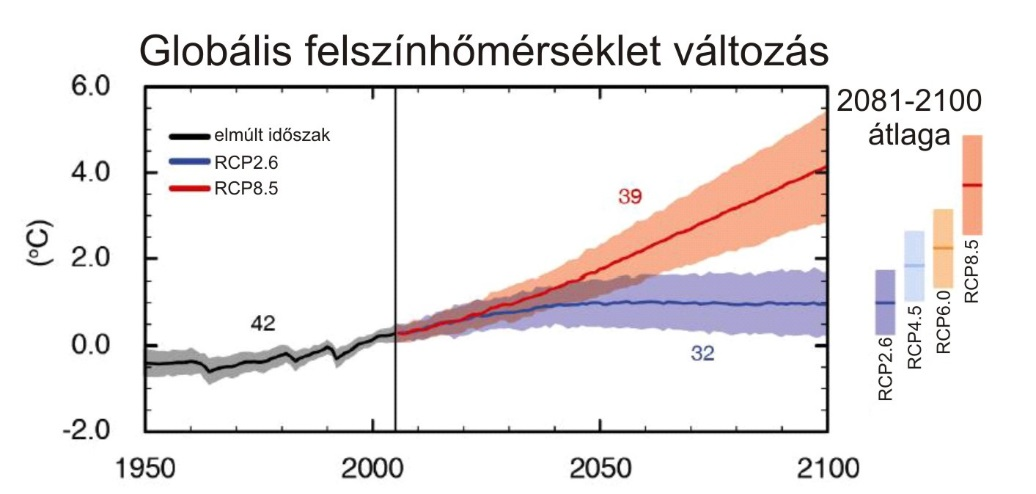 Globális felszínhőmérséklet változás
6.0
4.0
2.0
0.0
-2.0
(ºC)
elmúlt időszak
RCP2.6
RCP8.5
42
39
32
1950
2000
2050
2100
2081-2100
átlaga
RCP2.6
RCP4.5
RCP6.0
RCP8.5